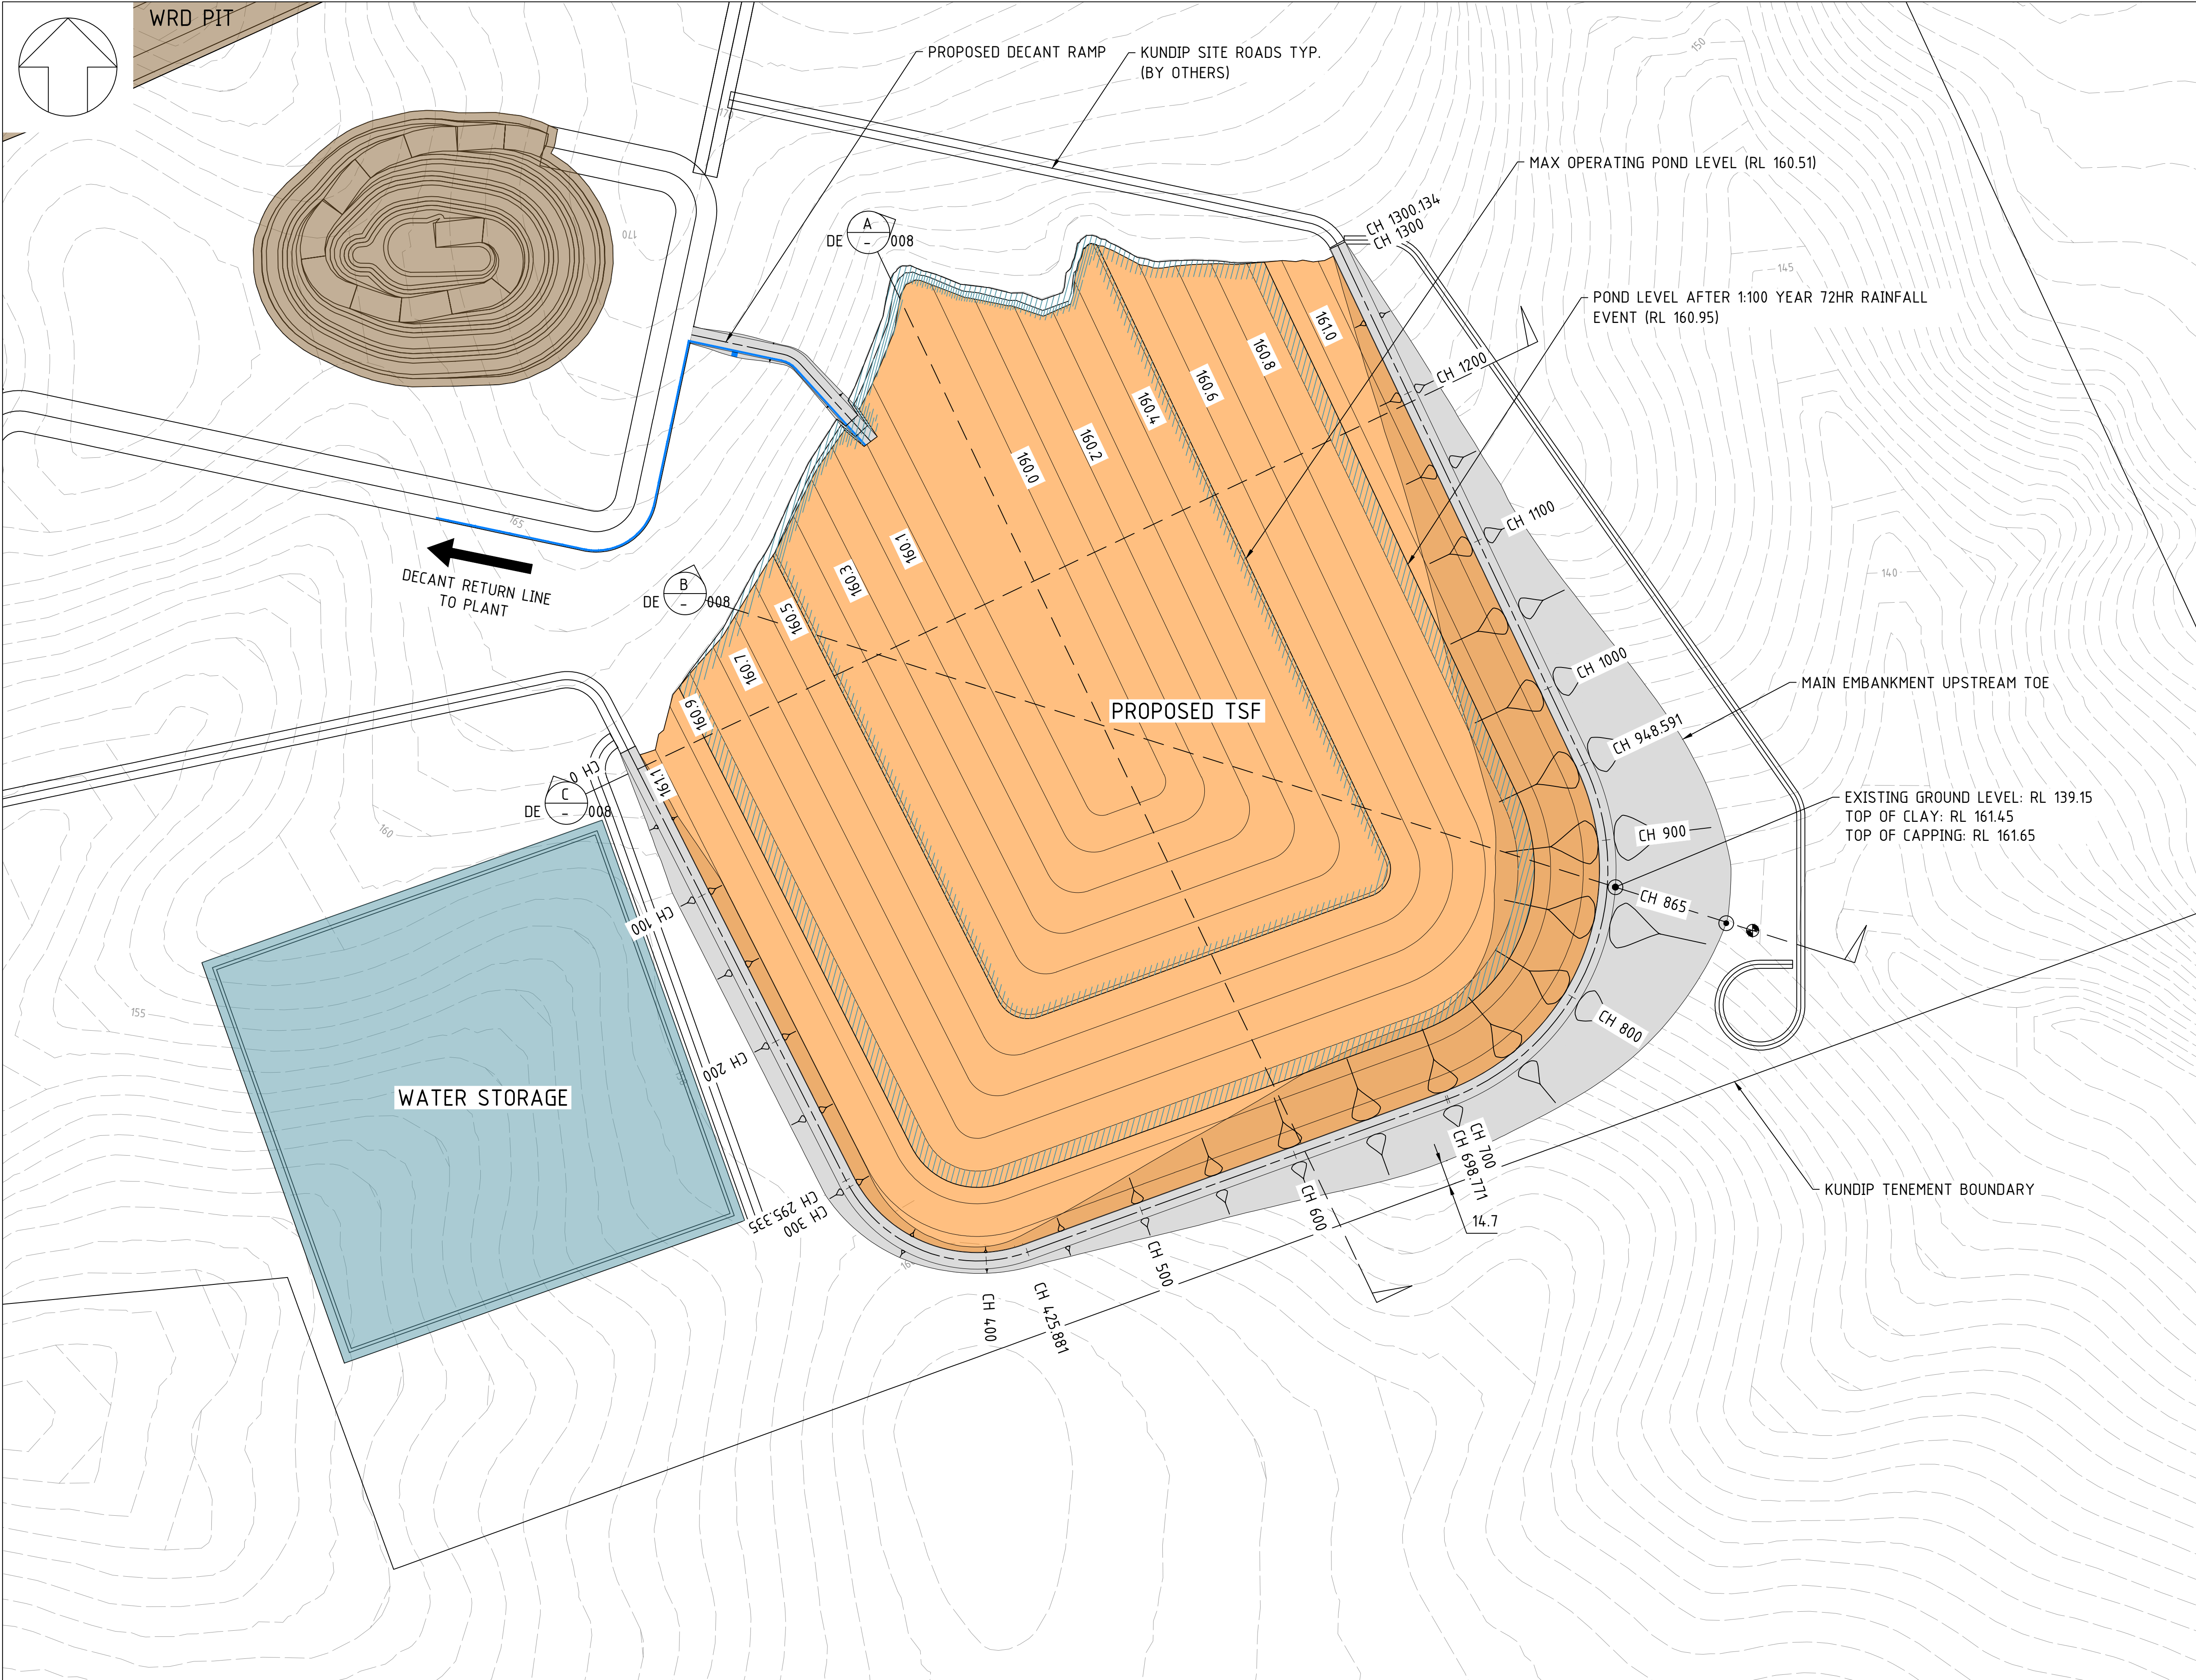 WRD PIT
PROPOSED DECANT RAMP
KUNDIP SITE ROADS TYP.
(BY OTHERS)
150
170
MAX OPERATING POND LEVEL (RL 160.51)
CH 1300.134
CH 1300
A
DE - 008
170
145
POND LEVEL AFTER 1:100 YEAR 72HR RAINFALL
EVENT (RL 160.95)
161.0
160.8
160.6
160.4
160.2
160.0
CH 1200
CH 1100
165
160.1
160.3
160.5
160.7
160.9
161.1
DECANT RETURN LINE
TO PLANT
140
B
DE - 008
CH 1000
MAIN EMBANKMENT UPSTREAM TOE
PROPOSED TSF
CH 948.591
C
DE - 008
CH 0
EXISTING GROUND LEVEL: RL 139.15
TOP OF CLAY: RL 161.45
TOP OF CAPPING: RL 161.65
160
CH 900
CH 865
CH 100
155
CH 800
CH 200
WATER STORAGE
CH 700
CH 698.771
14.7
KUNDIP TENEMENT BOUNDARY
CH 295.335
CH 300
CH 600
CH 500
CH 400
CH 425.881